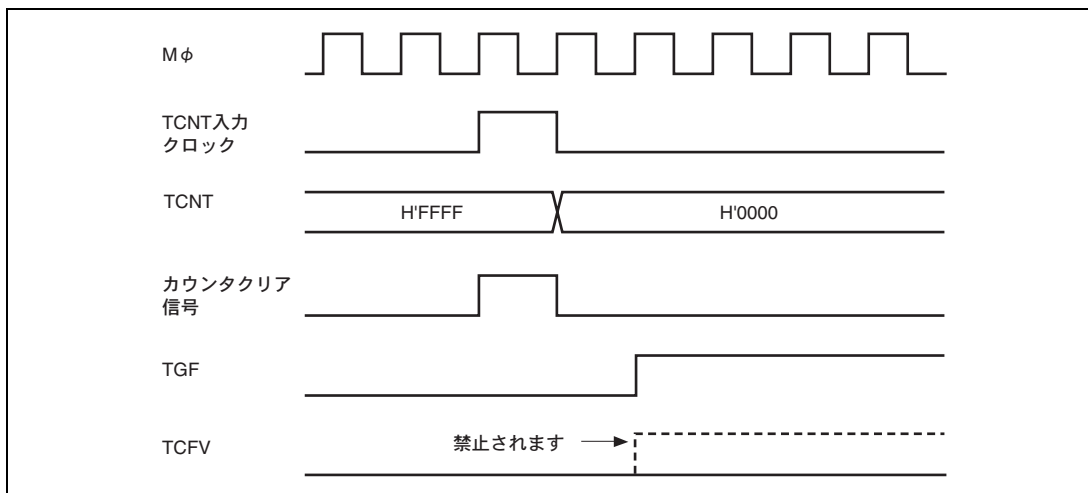 Mφ
TCNT入力
クロック
TCNT
H'FFFF
H'0000
カウンタクリア
信号
TGF
TCFV
禁止されます